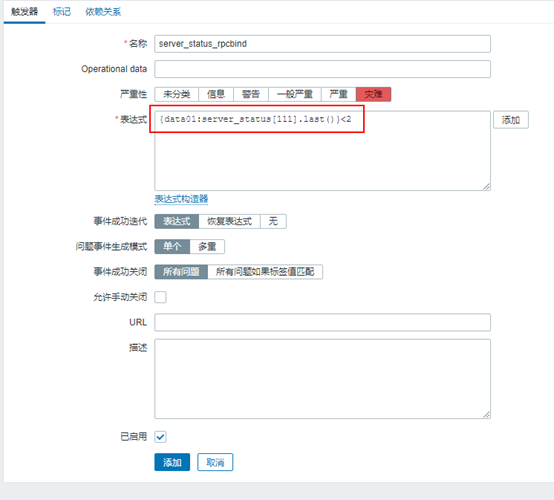 触发器 标记 依赖关系
* 名称 server_status_rpcbind
Operational data
严重性 未分类 信息 警告 一般严重 严重 灾难
* 表达式 {data01:server_status[111].last()}<2 添加
表达式构造器
事件成功迭代 表达式 恢复表达式 无
问题事件生成模式 单个 多重
事件成功关闭 所有问题 所有问题如果标签值匹配
允许手动关闭
URL
描述
已启用
添加 取消